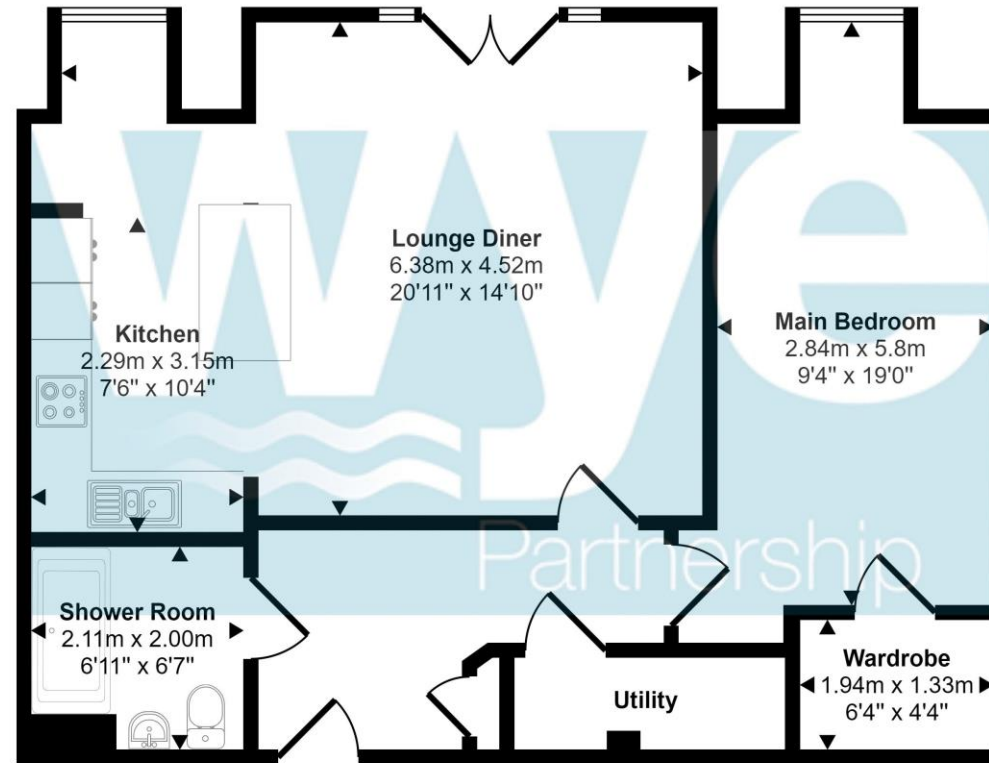 wye
Partnership
Lounge Diner
6.38m x 4.52m
20'11" x 14'10"
Main Bedroom
2.84m x 5.8m
9'4" x 19'0"
Kitchen
2.29m x 3.15m
7'6" x 10'4"
Shower Room
2.11m x 2.00m
6'11" x 6'7"
Utility
Wardrobe
1.94m x 1.33m
6'4" x 4'4"